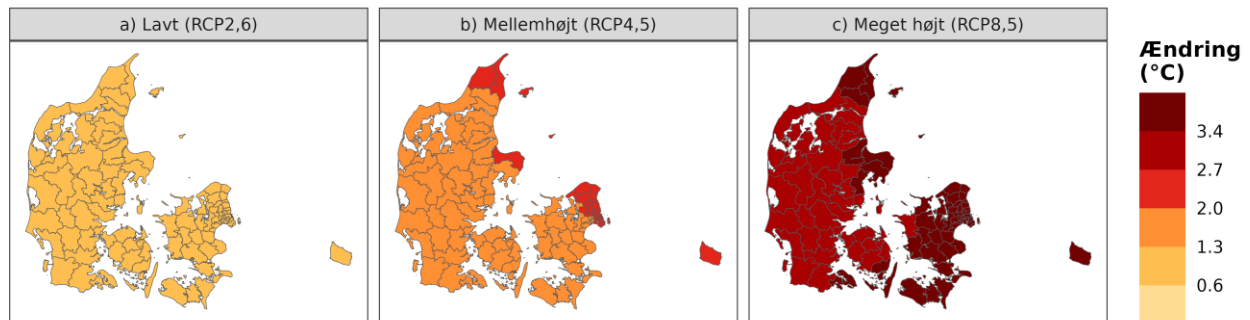 a) Lavt (RCP2,6)
b) Mellemhøjt (RCP4,5)
c) Meget højt (RCP8,5)
Ændring
(°C)
3.4
2.7
2.0
1.3
0.6